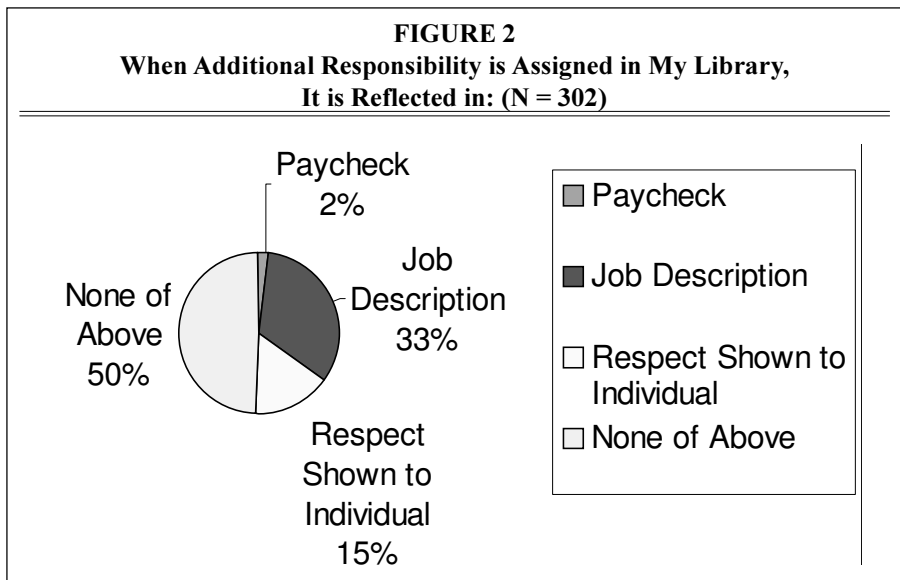 FIGURE 2
When Additional Responsibility is Assigned in My Library,
It is Reflected in: (N = 302)
Paycheck
2%
Job
Description
33%
None of
Above
50%
Respect
Shown to
Individual
15%
Paycheck
Job Description
Respect Shown to
Individual
None of Above